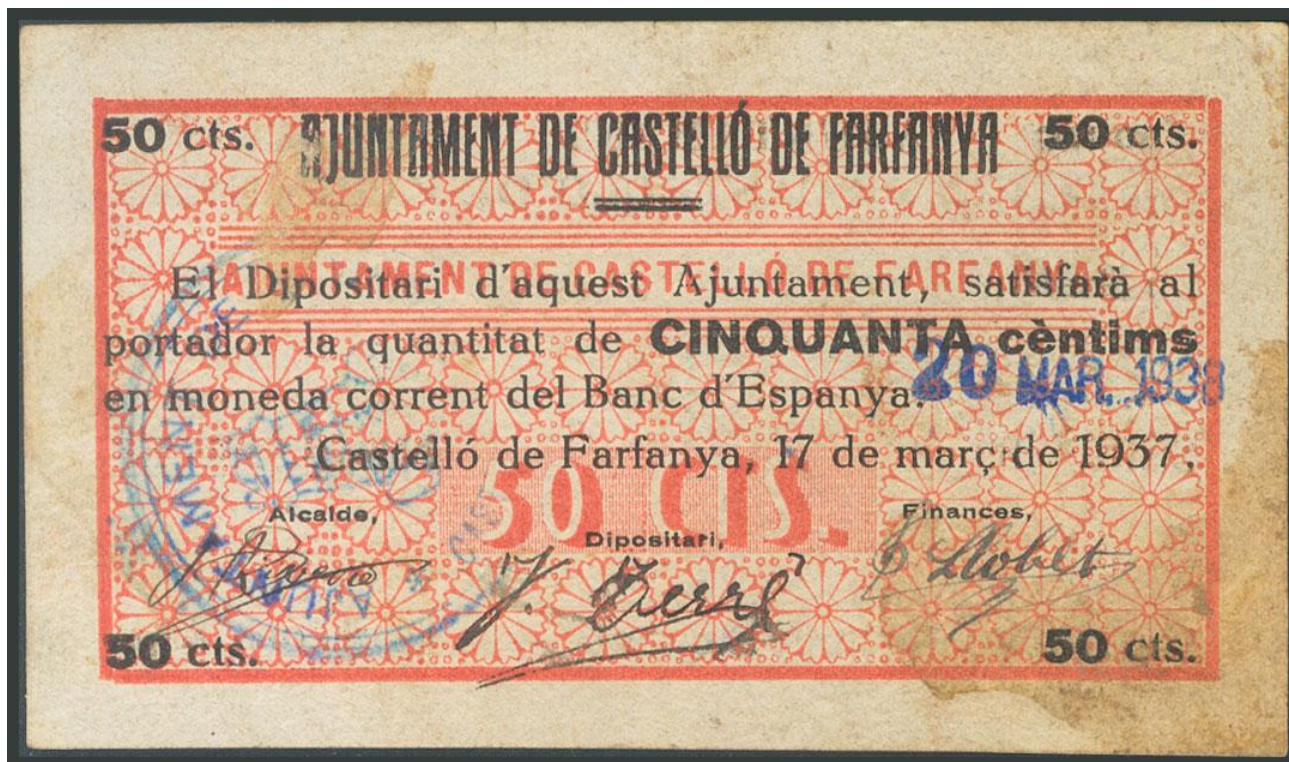 50 cts. AJUNTAMENT DE CASTELLÓ DE FARFANYA 50 cts.
AJUNTAMENT DE CASTELLÓ DE FARFANYA
El Dipositari d'aquest Ajuntament, satisfarà al
portador la quantitat de CINQUANTA cèntims
en moneda corrent del Banc d'Espanya.
20 MAR. 1938
Castelló de Farfanya, 17 de març de 1937.
50 CTS.
Alcalde,
Dipositari,
Finances,
Llobet
50 cts. 50 cts.